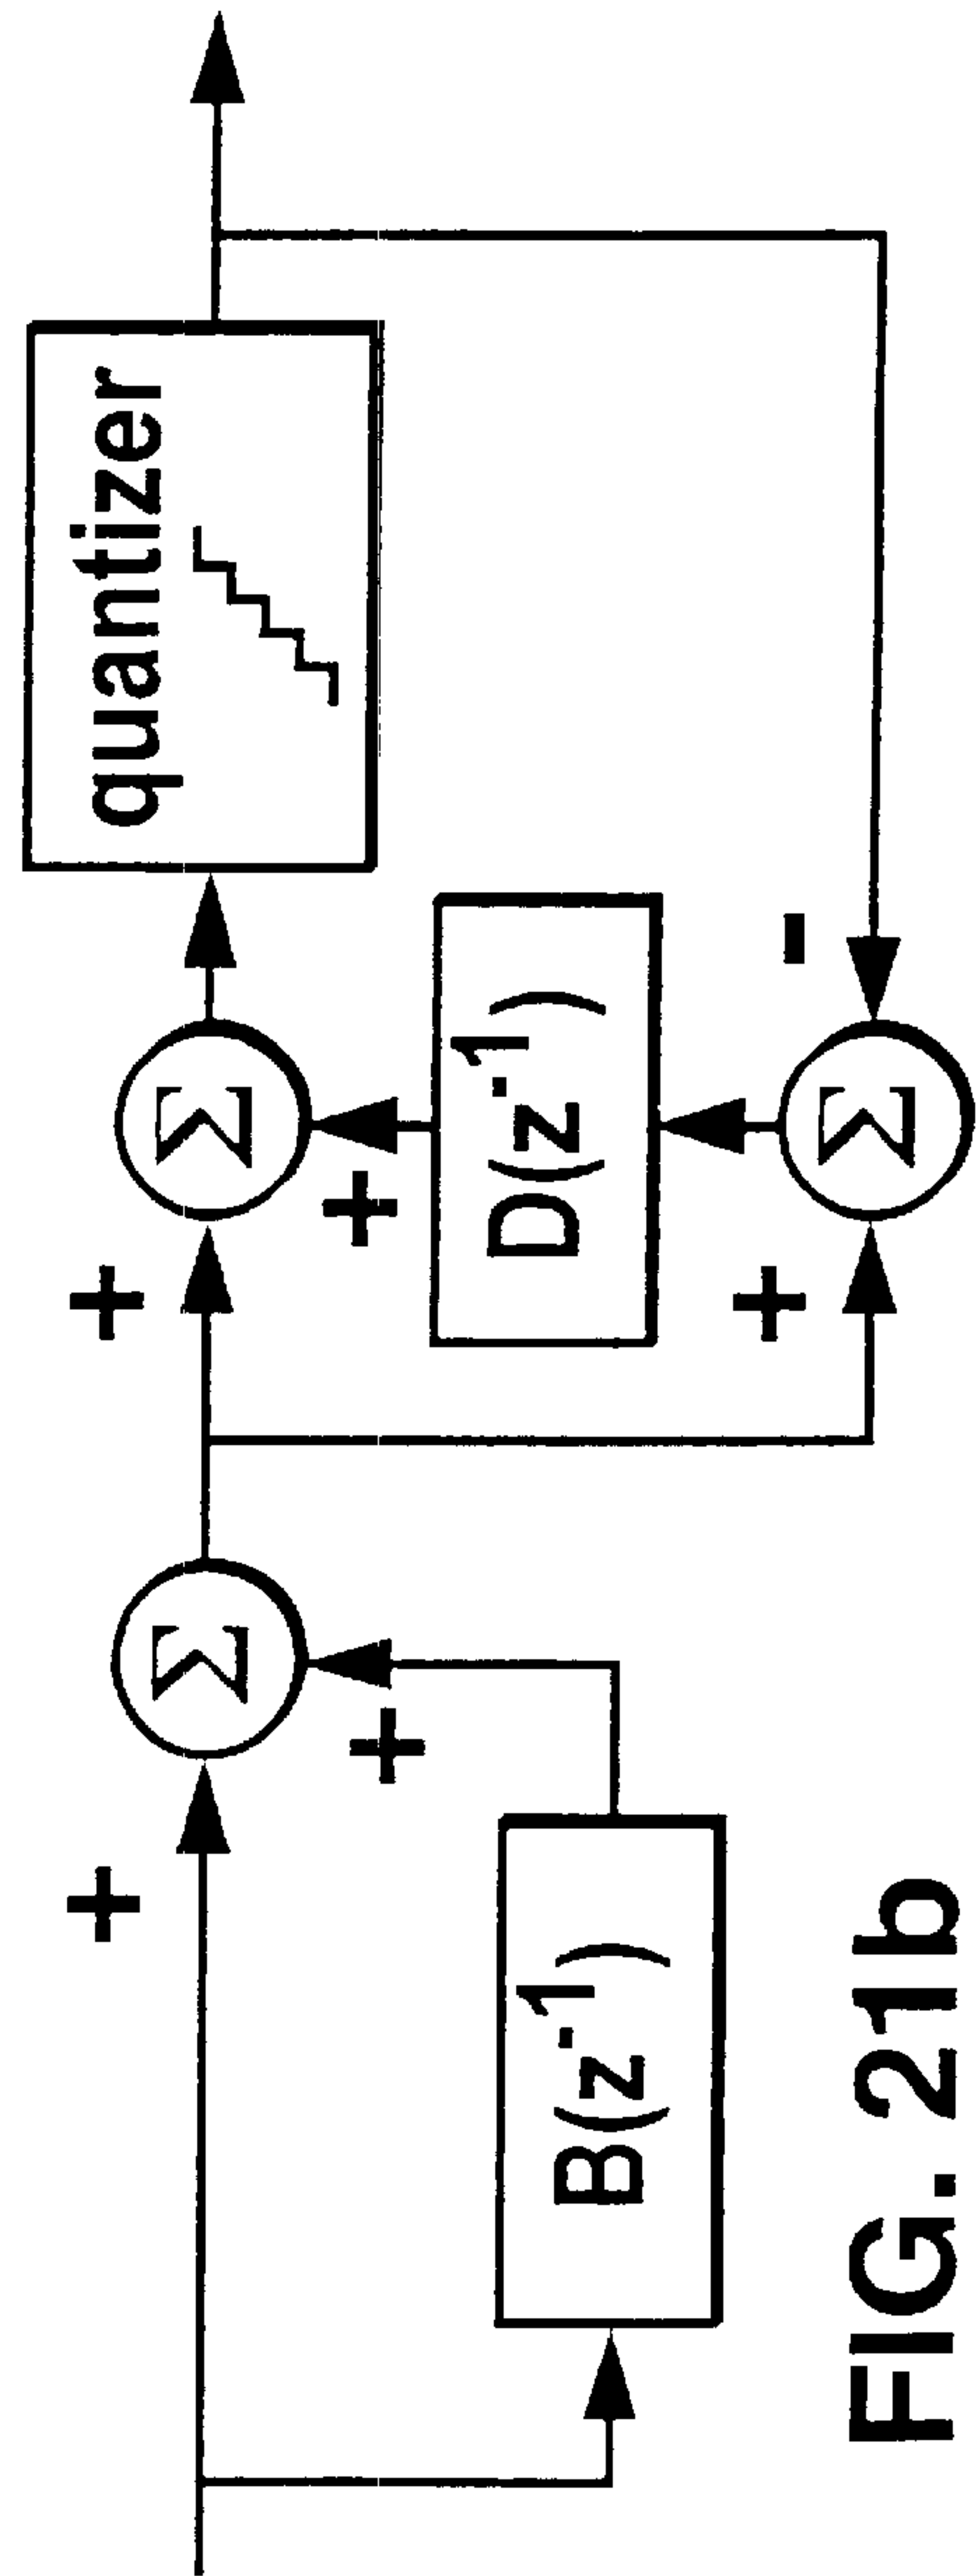 quantizer
+
Σ
+
Σ
+
+
D(z⁻¹)
B(z⁻¹)
+
-
Σ
FIG. 21b